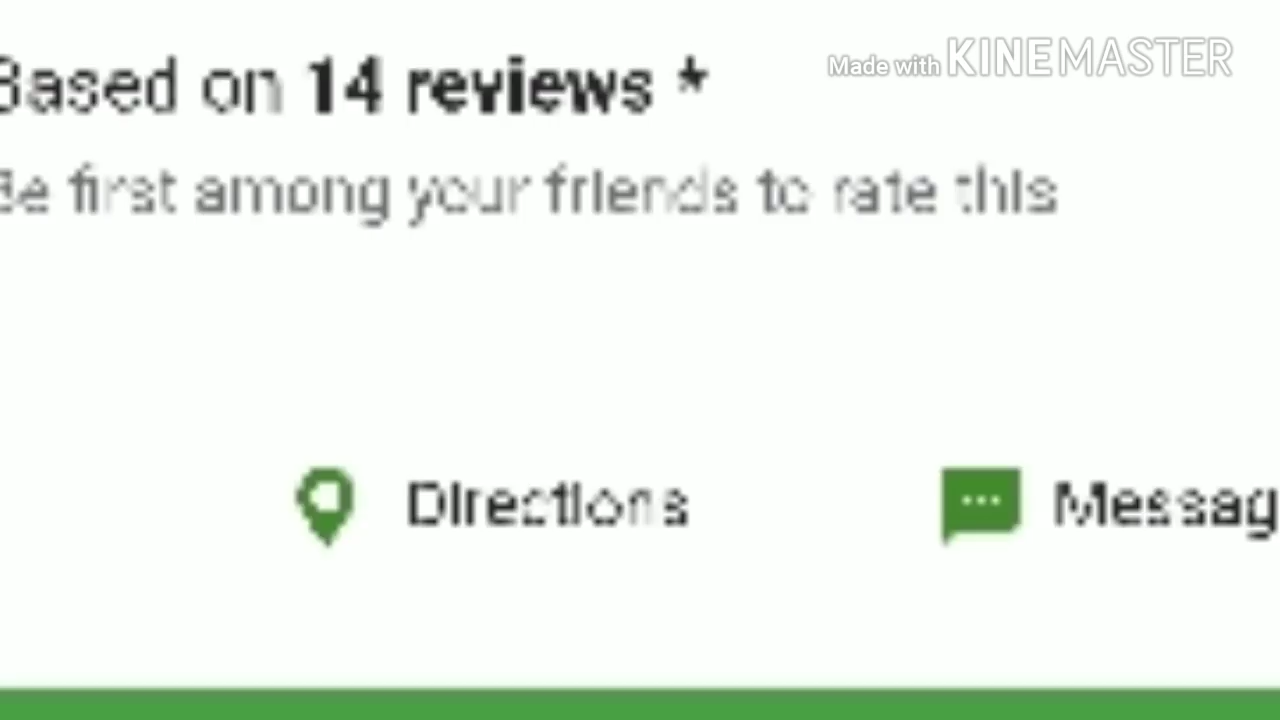 Made with KINEMASTER
Based on 14 reviews *
Be first among your friends to rate this
Directions
Messag